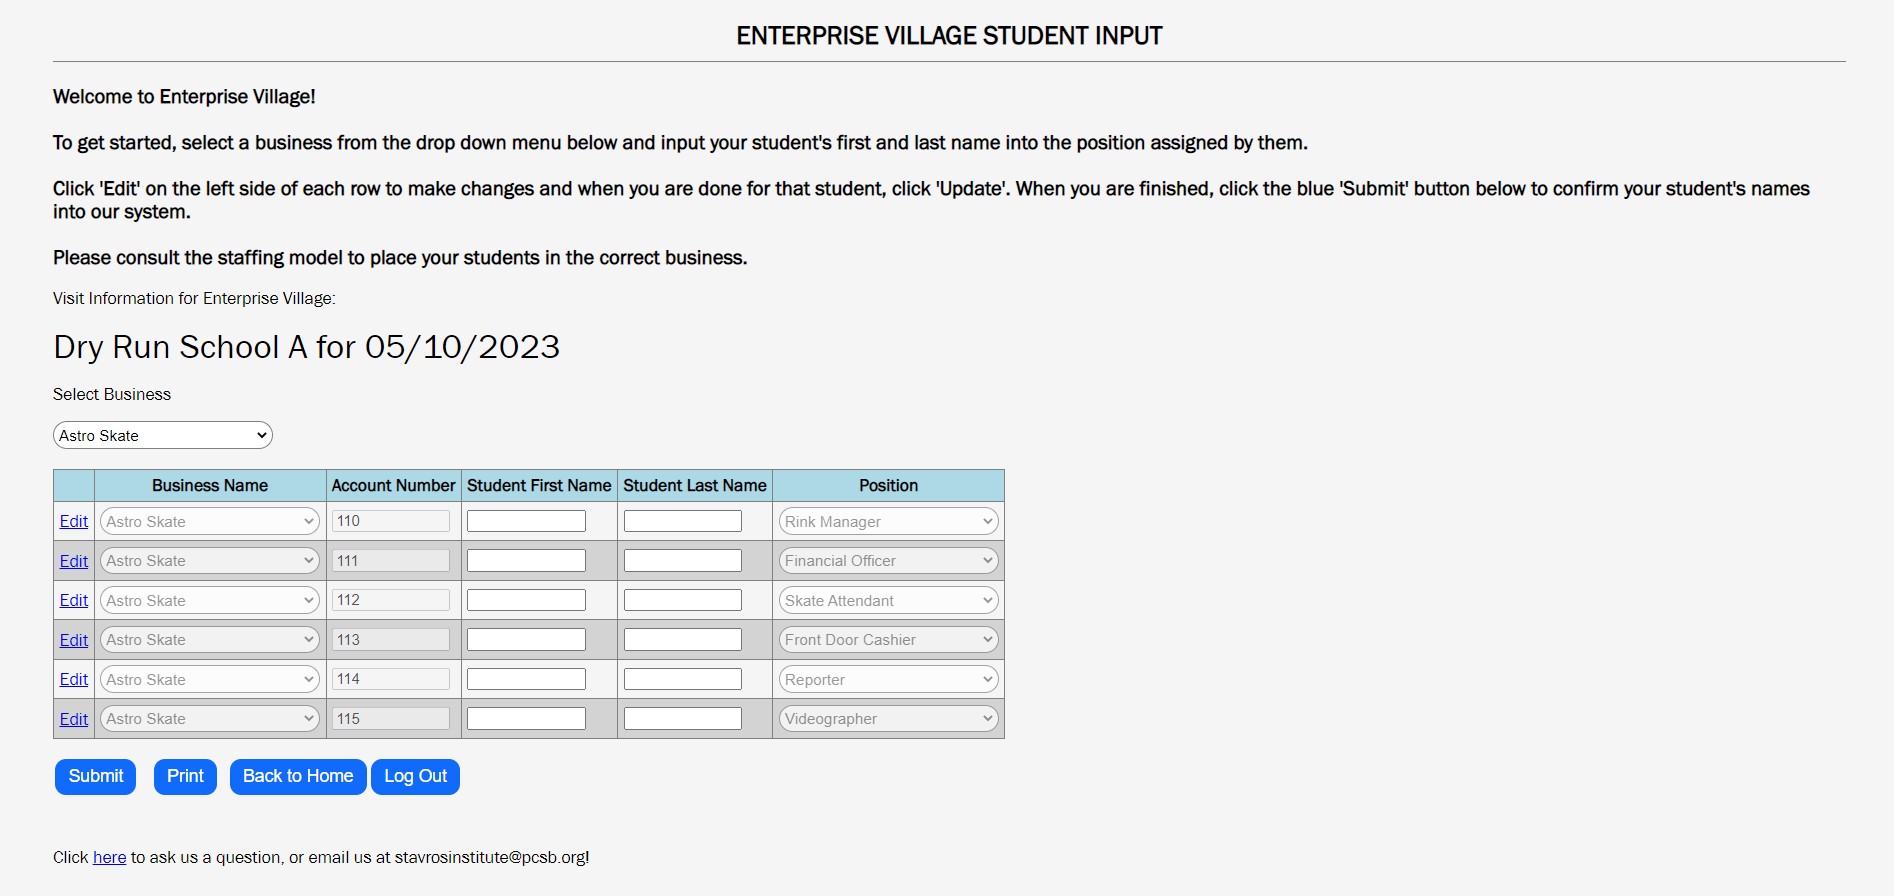 ENTERPRISE VILLAGE STUDENT INPUT
Welcome to Enterprise Village!
To get started, select a business from the drop down menu below and input your student's first and last name into the position assigned by them.
Click 'Edit' on the left side of each row to make changes and when you are done for that student, click 'Update'. When you are finished, click the blue 'Submit' button below to confirm your student's names
into our system.
Please consult the staffing model to place your students in the correct business.
Visit Information for Enterprise Village:
Dry Run School A for 05/10/2023
Select Business
Astro Skate
Business Name Account Number Student First Name Student Last Name Position
Edit Astro Skate 110 Rink Manager
Edit Astro Skate 111 Financial Officer
Edit Astro Skate 112 Skate Attendant
Edit Astro Skate 113 Front Door Cashier
Edit Astro Skate 114 Reporter
Edit Astro Skate 115 Videographer
Submit Print Back to Home Log Out
Click here to ask us a question, or email us at stavrosinstitute@pcsb.org!